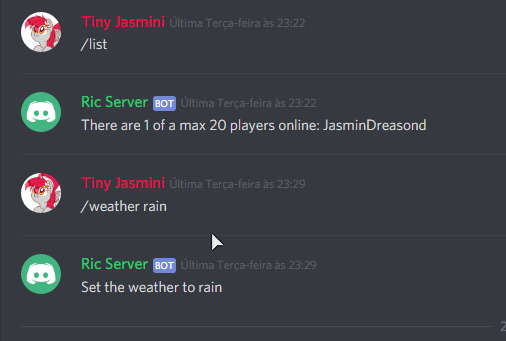 Tiny Jasmini Última Terça-feira às 23:22
/list
Ric Server BOT Última Terça-feira às 23:22
There are 1 of a max 20 players online: JasminDreasond
Tiny Jasmini Última Terça-feira às 23:29
/weather rain
Ric Server BOT Última Terça-feira às 23:29
Set the weather to rain
2